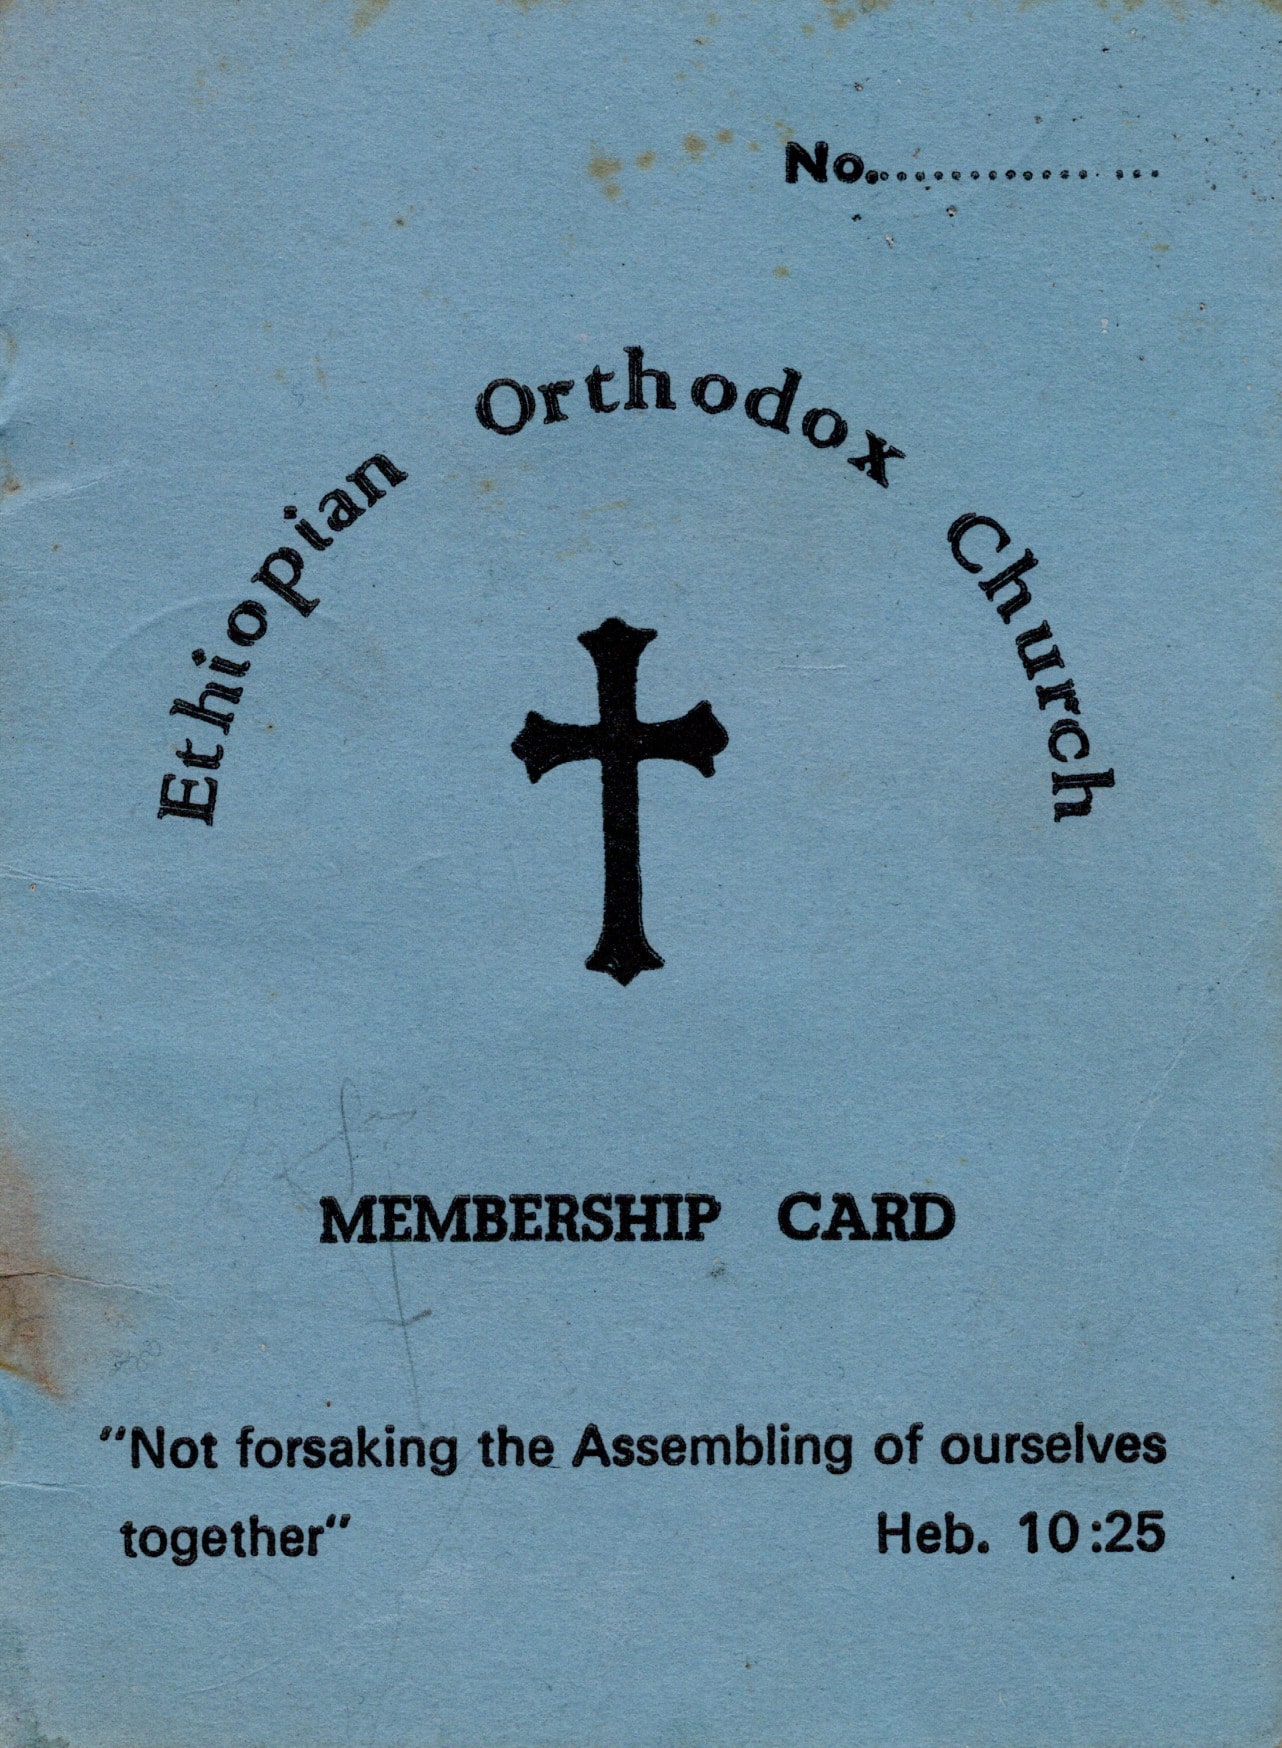 No..................
Ethiopian Orthodox Church
MEMBERSHIP CARD
"Not forsaking the Assembling of ourselves
together" Heb. 10:25